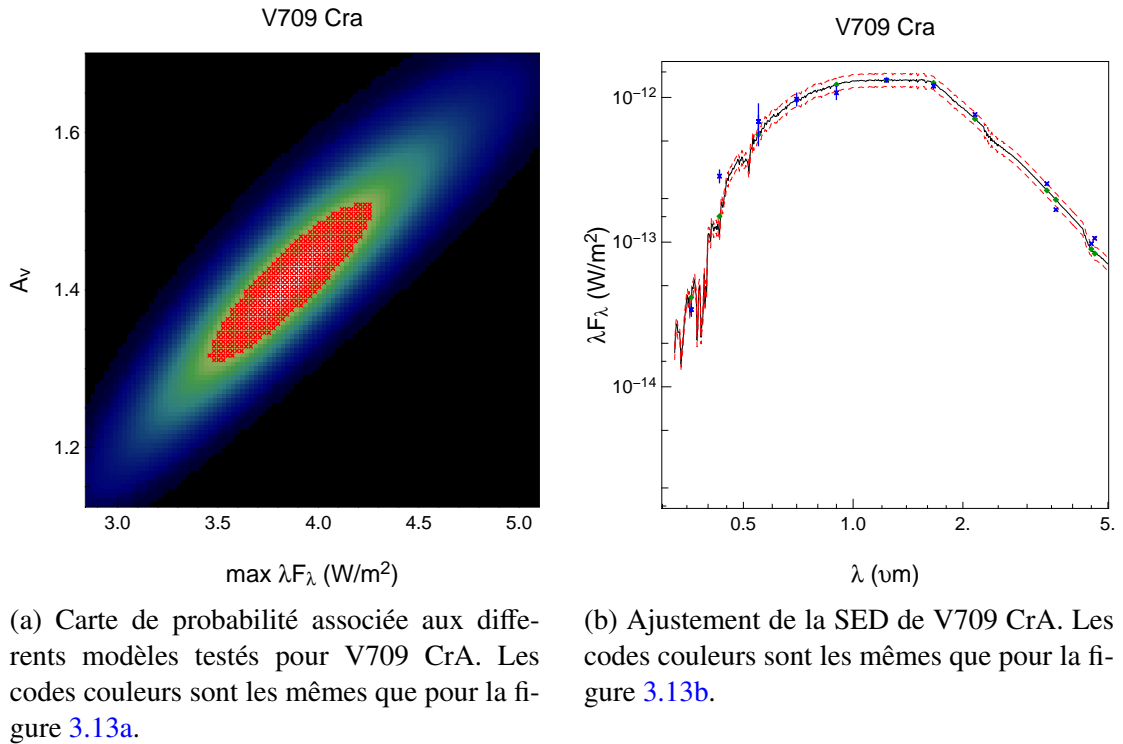 V709 Cra
1.6
1.4
1.2
Av
3.0 3.5 4.0 4.5 5.0
max λFλ (W/m²)
(a) Carte de probabilité associée aux diffe-
rents modèles testés pour V709 CrA. Les
codes couleurs sont les mêmes que pour la fi-
gure 3.13a.
V709 Cra
10⁻¹²
10⁻¹³
10⁻¹⁴
λFλ (W/m²)
0.5 1.0 2. 5.
λ (υm)
(b) Ajustement de la SED de V709 CrA. Les
codes couleurs sont les mêmes que pour la fi-
gure 3.13b.